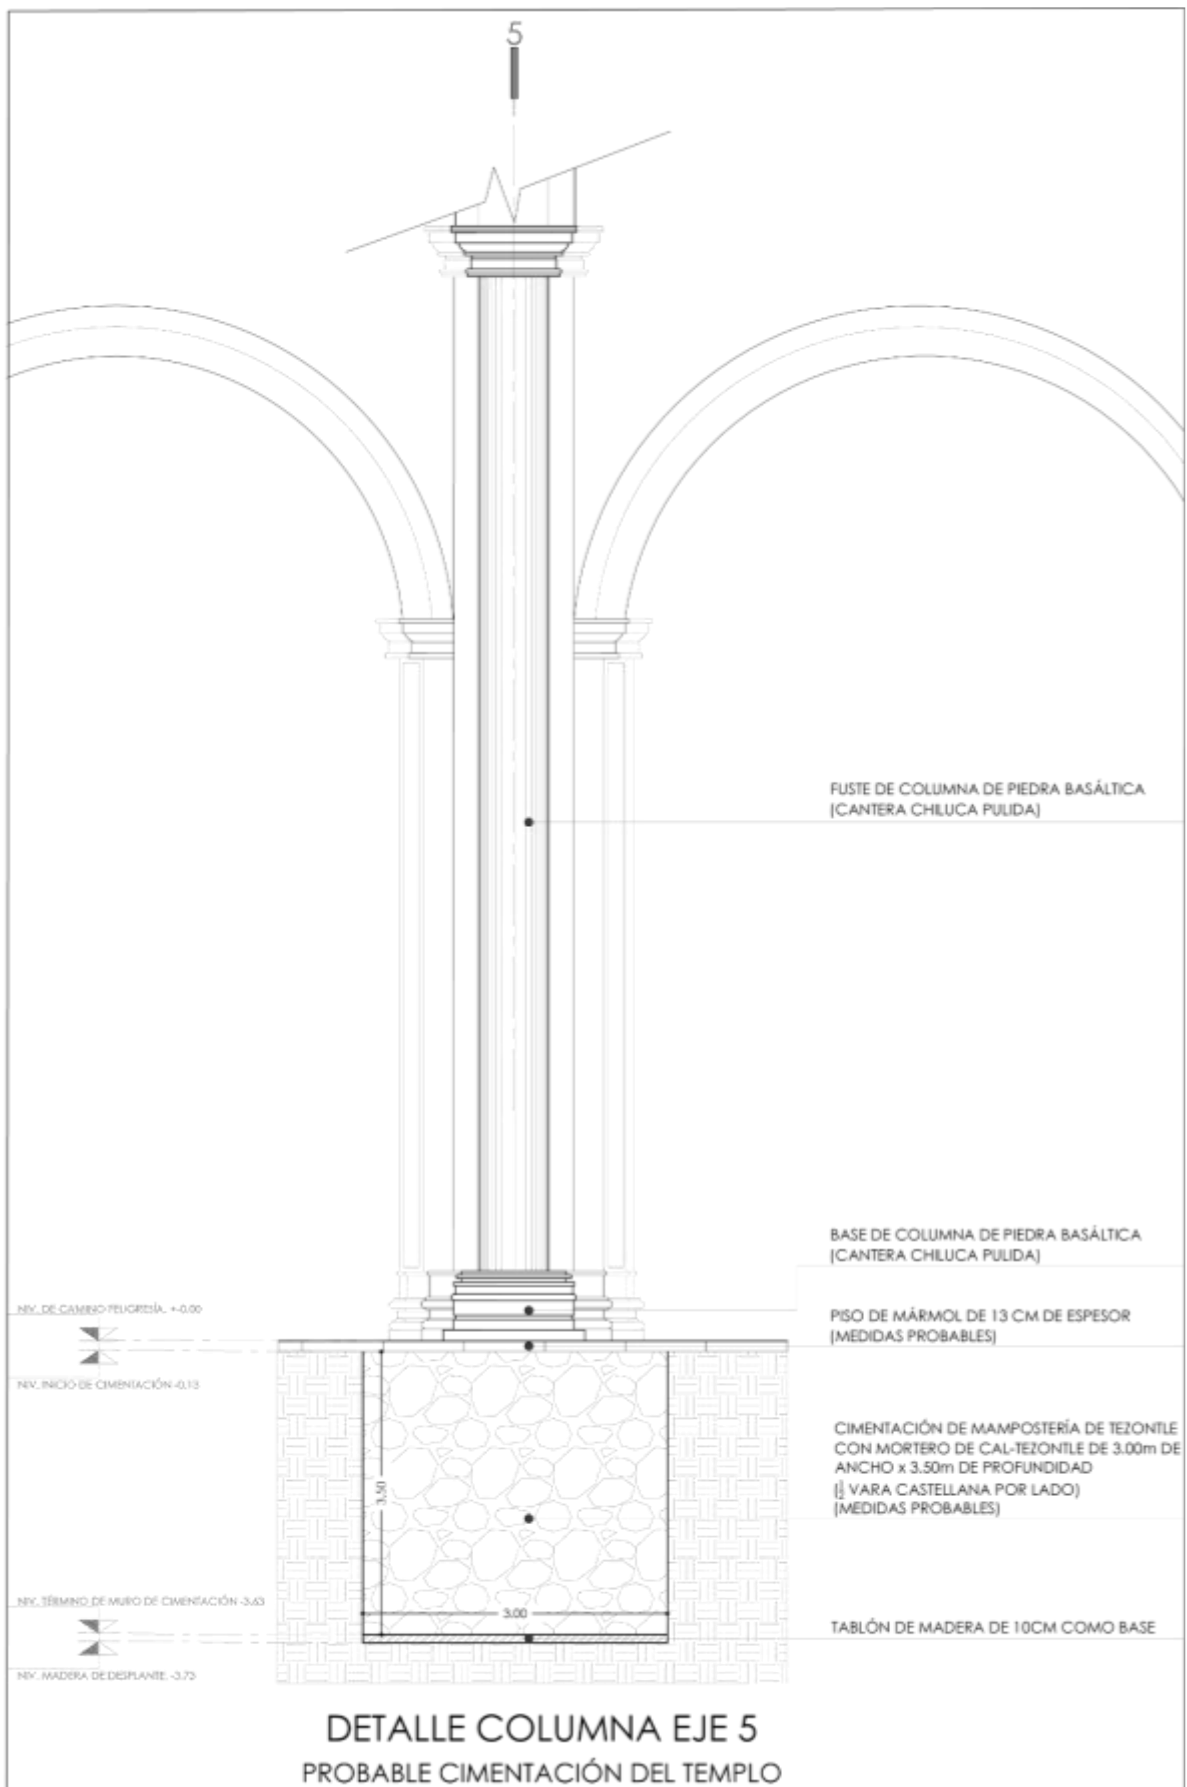 5
FUSTE DE COLUMNA DE PIEDRA BASÁLTICA
(CANTERA CHILUCA PULIDA)
BASE DE COLUMNA DE PIEDRA BASÁLTICA
(CANTERA CHILUCA PULIDA)
NIV. DE CAMINO FELIGRESÍA. +-0.00
PISO DE MÁRMOL DE 13 CM DE ESPESOR
(MEDIDAS PROBABLES)
NIV. INICIO DE CIMENTACIÓN -0.13
CIMENTACIÓN DE MAMPOSTERÍA DE TEZONTLE
CON MORTERO DE CAL-TEZONTLE DE 3.00m DE
ANCHO x 3.50m DE PROFUNDIDAD
(½ VARA CASTELLANA POR LADO)
(MEDIDAS PROBABLES)
3.50
NIV. TÉRMINO DE MURO DE CIMENTACIÓN -3.63
3.00
TABLÓN DE MADERA DE 10CM COMO BASE
NIV. MADERA DE DESPLANTE. -3.73
DETALLE COLUMNA EJE 5
PROBABLE CIMENTACIÓN DEL TEMPLO